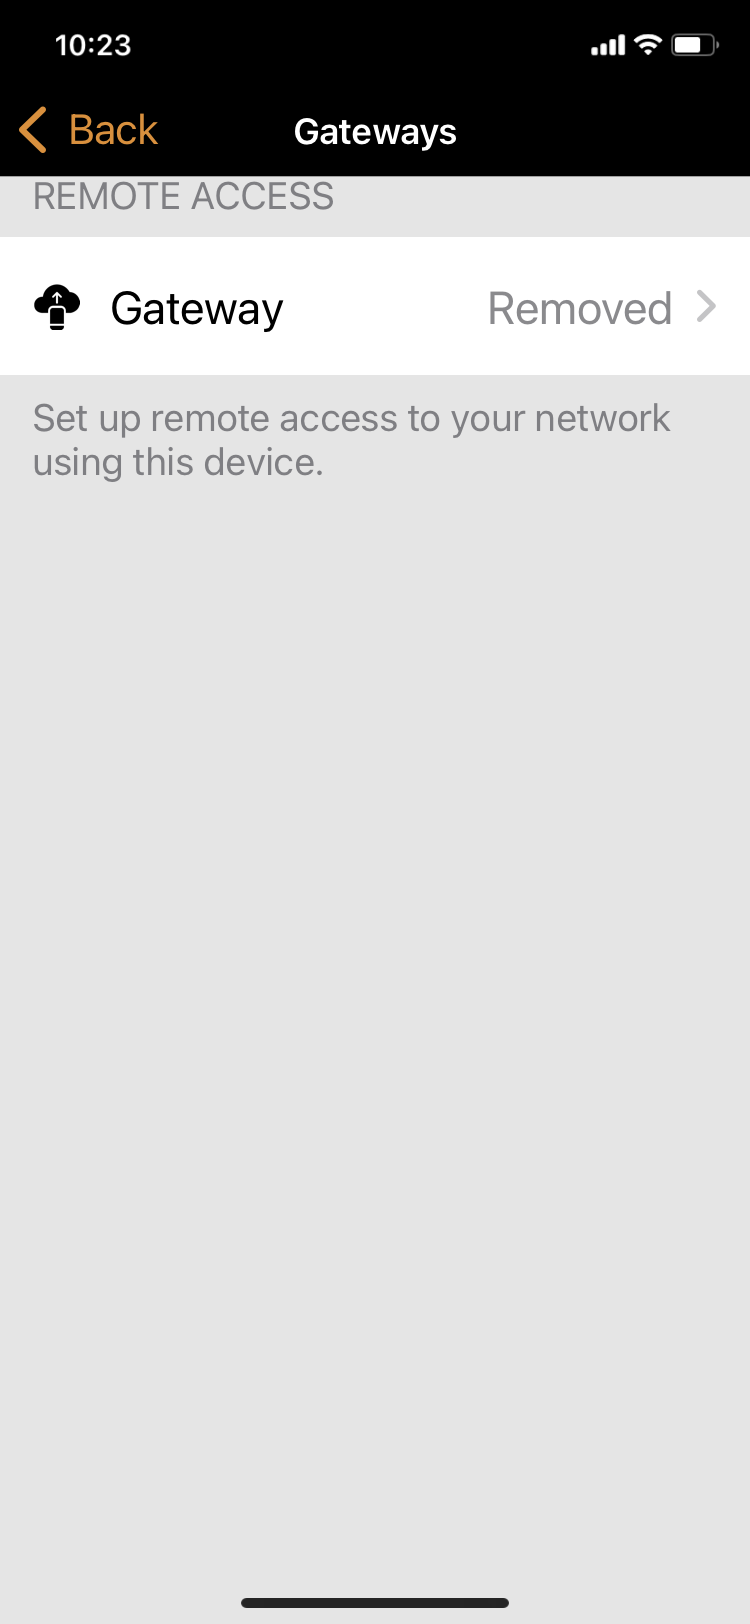 10:23
Back
Gateways
REMOTE ACCESS
Gateway
Removed
Set up remote access to your network
using this device.